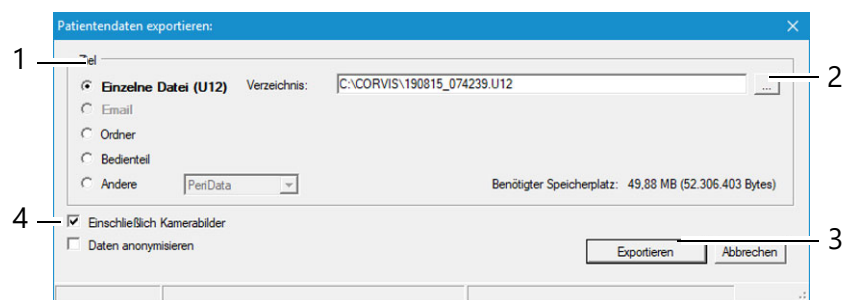 Patientendaten exportieren:
1 Ziel
Einzelne Datei (U12) Verzeichnis: C:\CORVIS\190815_074239.U12 ... 2
Email
Ordner
Bedienteil
Andere PeriData Benötigter Speicherplatz: 49,88 MB (52.306.403 Bytes)
4 Einschließlich Kamerabilder
Daten anonymisieren
Exportieren Abbrechen 3